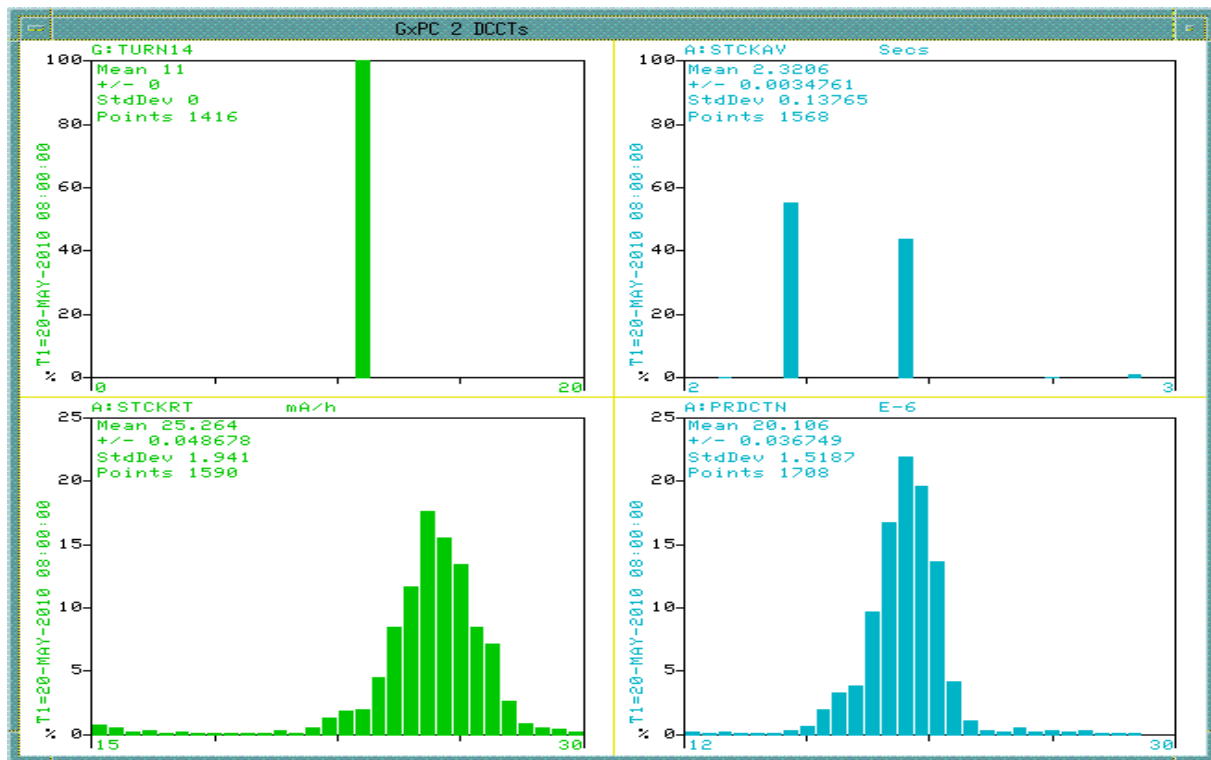 GxPC 2 DCCTs
G:TURN14
100
Mean 11
+/- 0
StdDev 0
Points 1416
80
60
40
20
% 0
0 20
T1=20-MAY-2010 08:00:00
A:STCKAV Secs
100
Mean 2.3206
+/- 0.0034761
StdDev 0.13765
Points 1568
80
60
40
20
% 0
2 3
T1=20-MAY-2010 08:00:00
A:STCKRT mA/h
25
Mean 25.264
+/- 0.048678
StdDev 1.941
Points 1590
20
15
10
5
% 0
15 30
T1=20-MAY-2010 08:00:00
A:PRDCTN E-6
25
Mean 20.106
+/- 0.036749
StdDev 1.5187
Points 1708
20
15
10
5
% 0
12 30
T1=20-MAY-2010 08:00:00